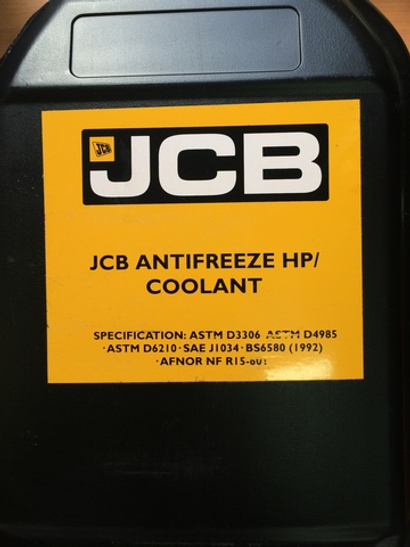 JCB
JCB
JCB ANTIFREEZE HP/
COOLANT
SPECIFICATION: ASTM D3306 ASTM D4985
·ASTM D6210·SAE J1034·BS6580 (1992)
·AFNOR NF R15-601